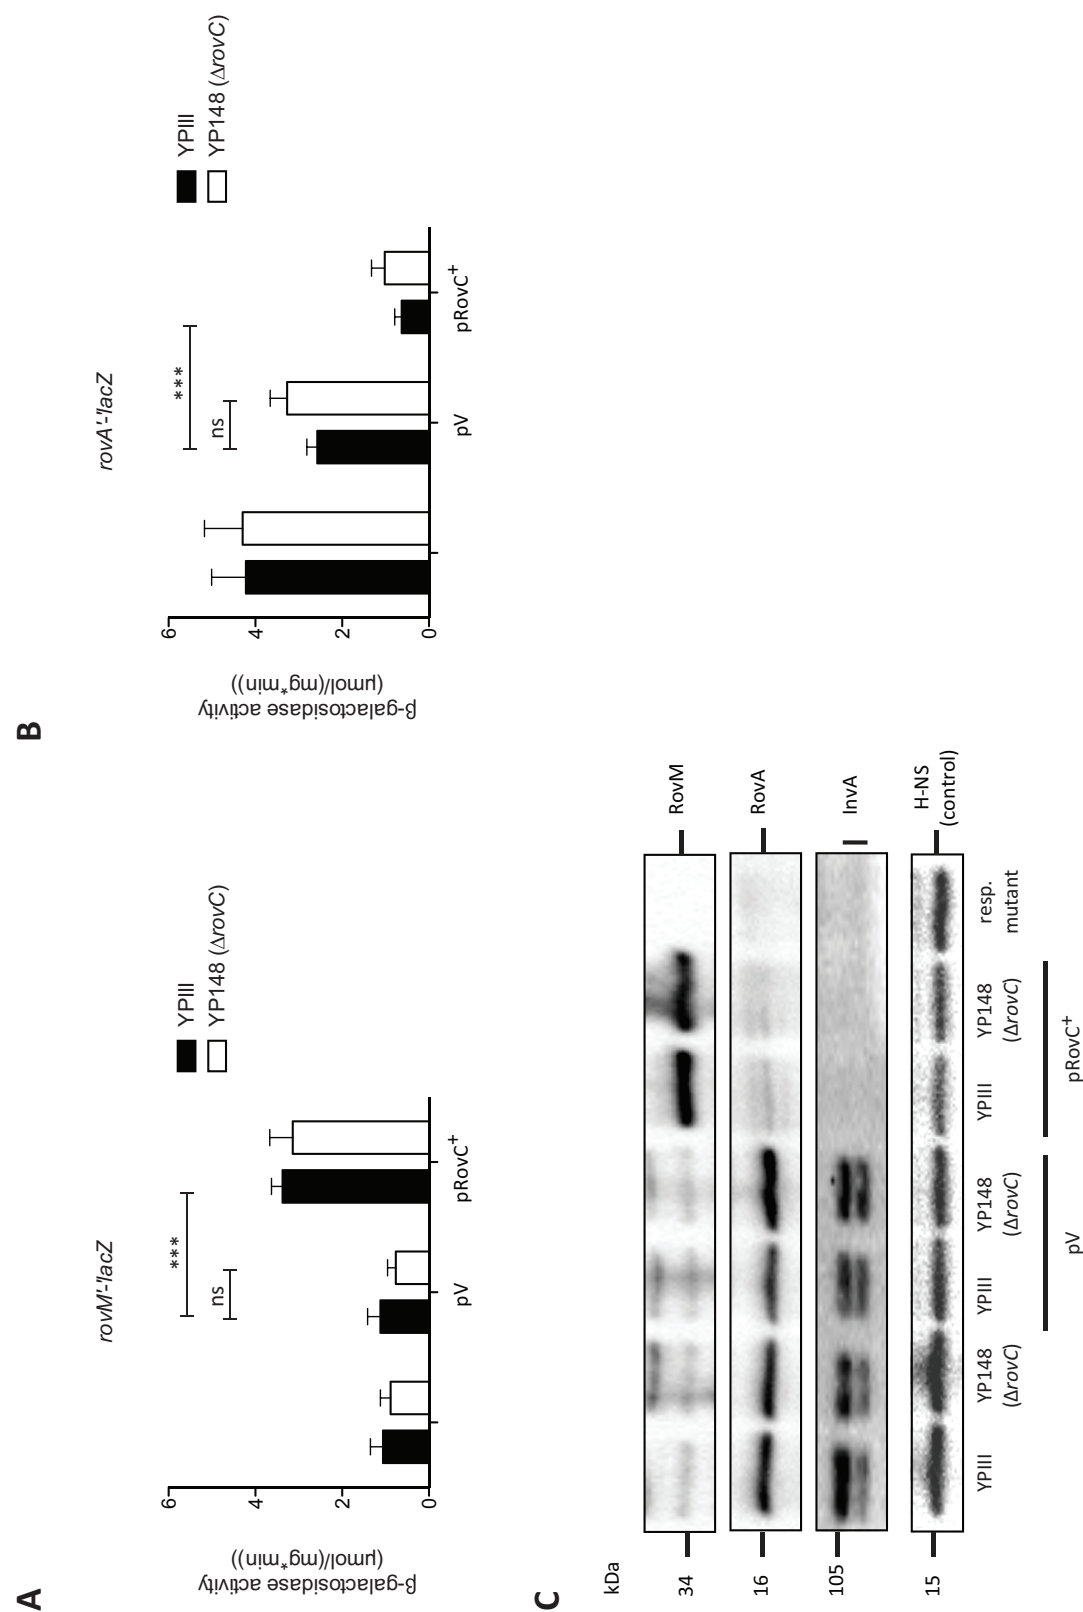 A
rovM'-'lacZ
YPIII
YP148 (ΔrovC)
β-galactosidase activity
(μmol/(mg*min))
6
4
2
0
***
ns
pV
pRovC+
B
rovA'-'lacZ
YPIII
YP148 (ΔrovC)
β-galactosidase activity
(μmol/(mg*min))
6
4
2
0
***
ns
pV
pRovC+
C
kDa
34
RovM
16
RovA
105
InvA
15
H-NS
(control)
YPIII
YP148
(ΔrovC)
YPIII
YP148
(ΔrovC)
YPIII
YP148
(ΔrovC)
resp.
mutant
pV
pRovC+